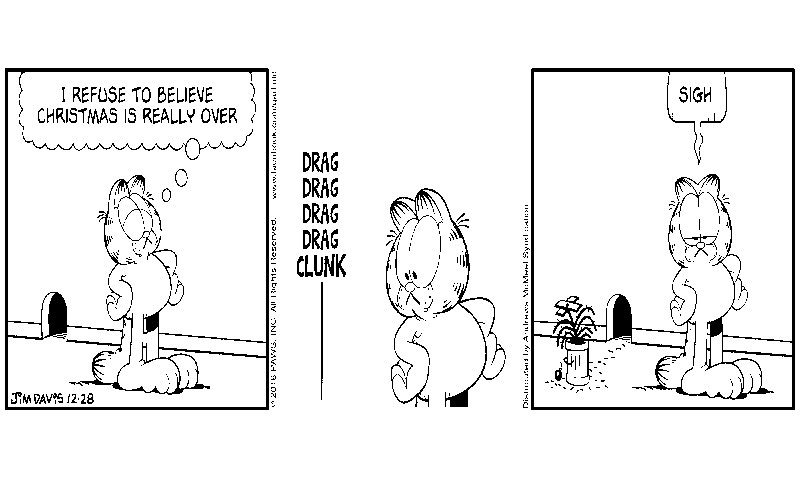 I REFUSE TO BELIEVE
CHRISTMAS IS REALLY OVER
JIM DAVIS 12·28
© 2016 PAWS, INC. All Rights Reserved.
DRAG
DRAG
DRAG
DRAG
CLUNK
Distributed by Andrews McMeel Syndication
SIGH